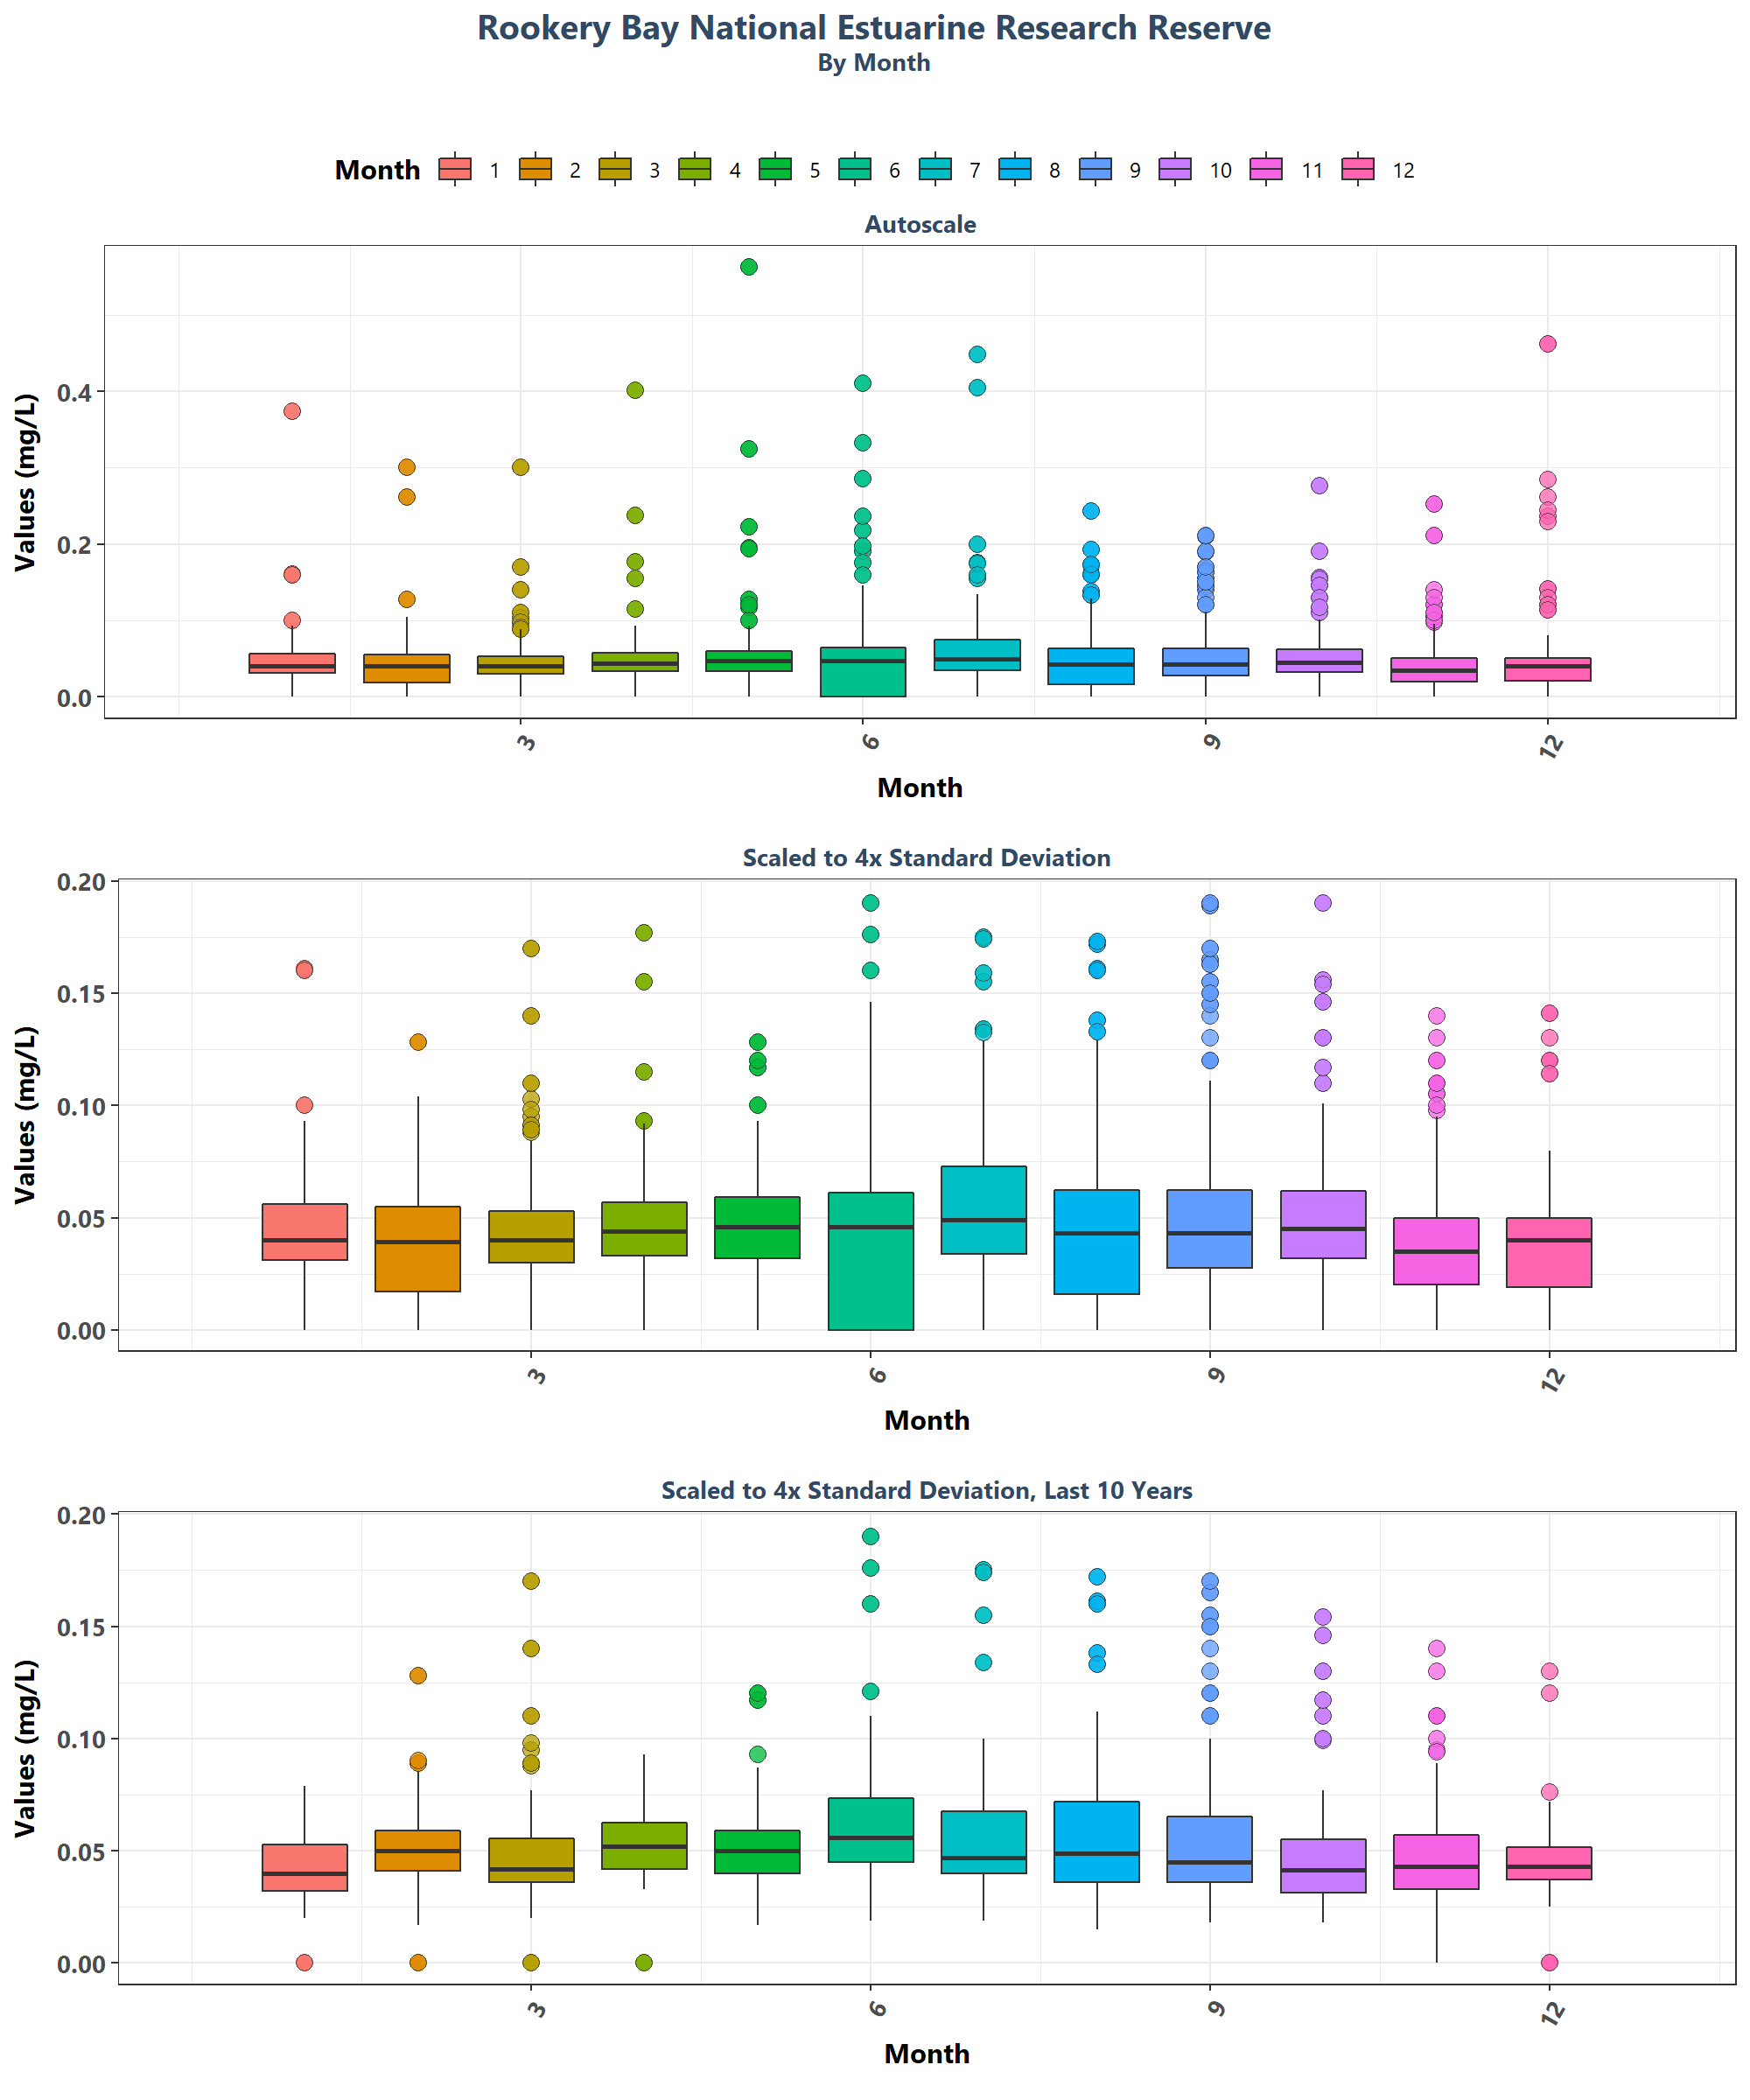 Rookery Bay National Estuarine Research Reserve
By Month
Month 1 2 3 4 5 6 7 8 9 10 11 12
Autoscale
Values (mg/L)
0.4
0.2
0.0
3 6 9 12
Month
Scaled to 4x Standard Deviation
Values (mg/L)
0.20
0.15
0.10
0.05
0.00
3 6 9 12
Month
Scaled to 4x Standard Deviation, Last 10 Years
Values (mg/L)
0.20
0.15
0.10
0.05
0.00
3 6 9 12
Month